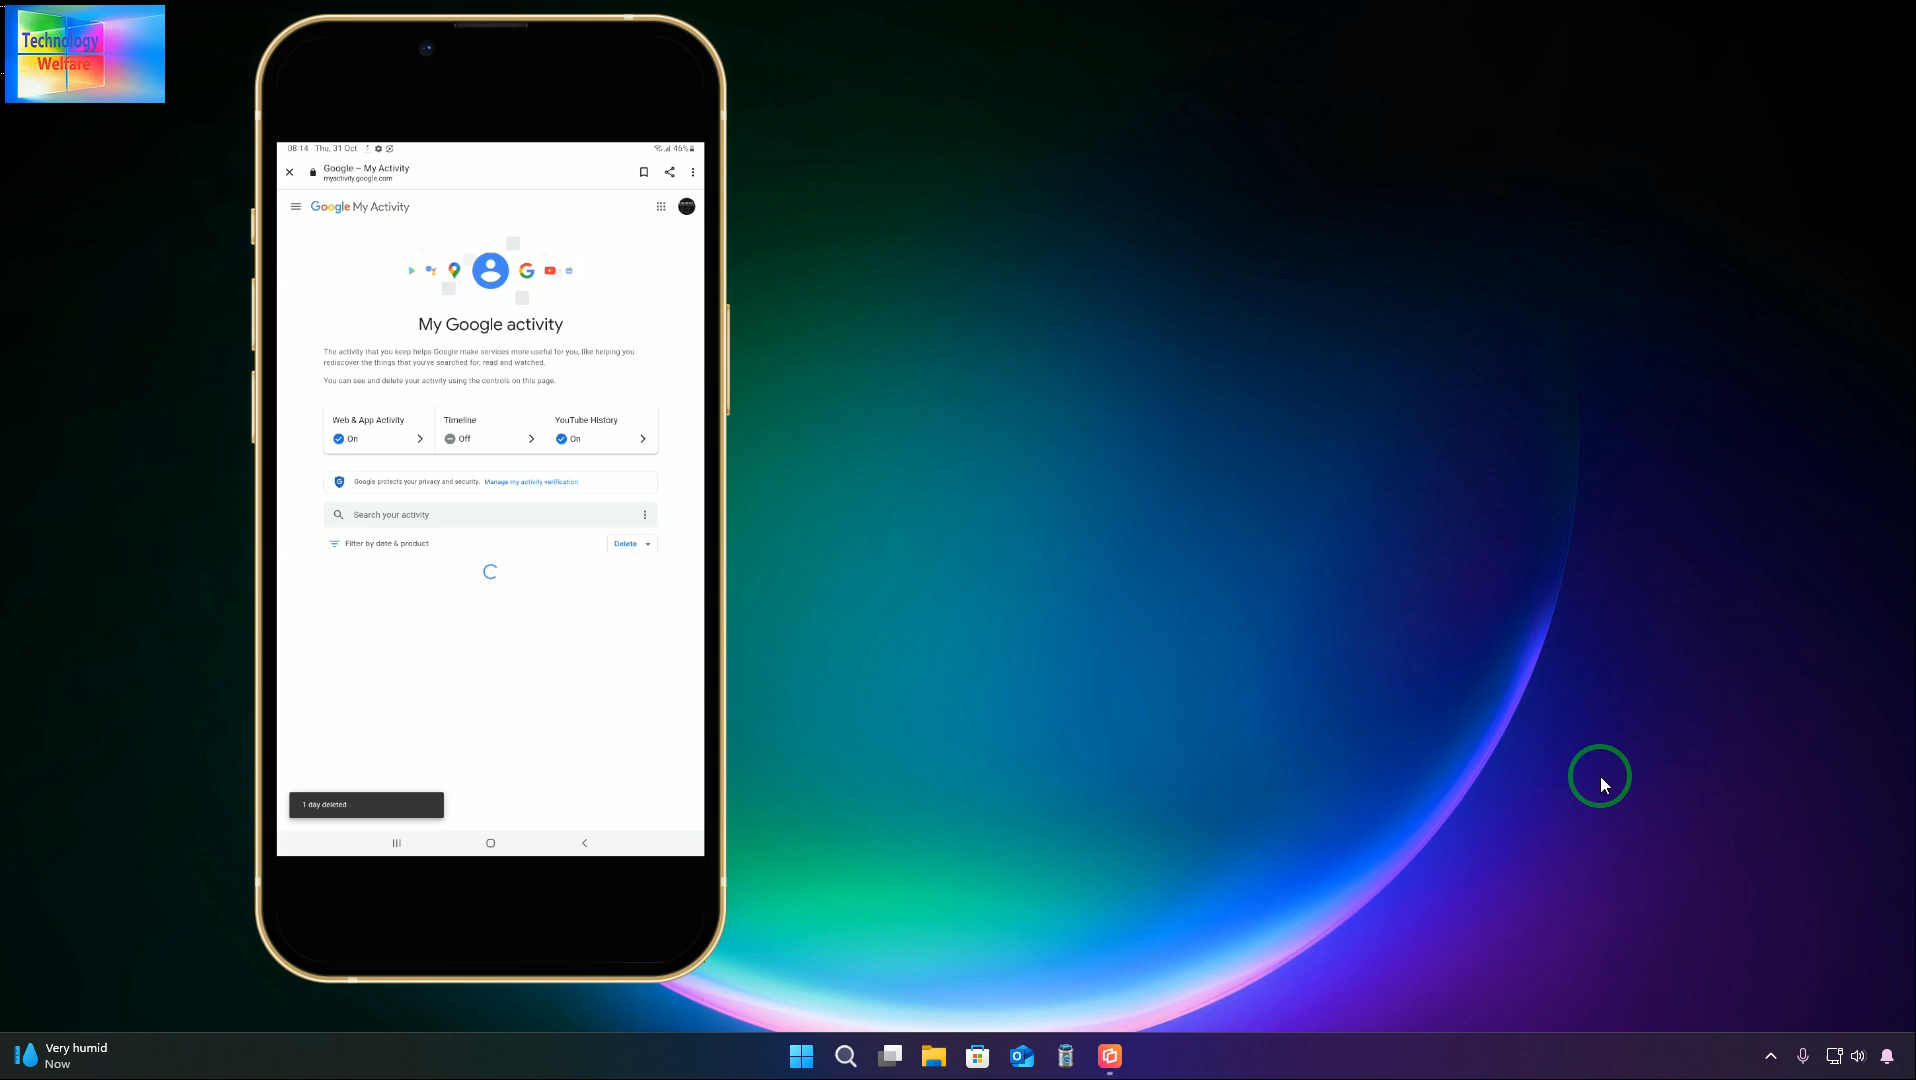 Technology
Welfare
08:14 Thu, 31 Oct
46%
Google – My Activity
myactivity.google.com
Google My Activity
My Google activity
The activity that you keep helps Google make services more useful for you, like helping you
rediscover the things that you've searched for, read and watched.
You can see and delete your activity using the controls on this page.
Web & App Activity
On
Timeline
Off
YouTube History
On
Google protects your privacy and security. Manage my activity verification
Search your activity
Filter by date & product
Delete
1 day deleted
Very humid
Now